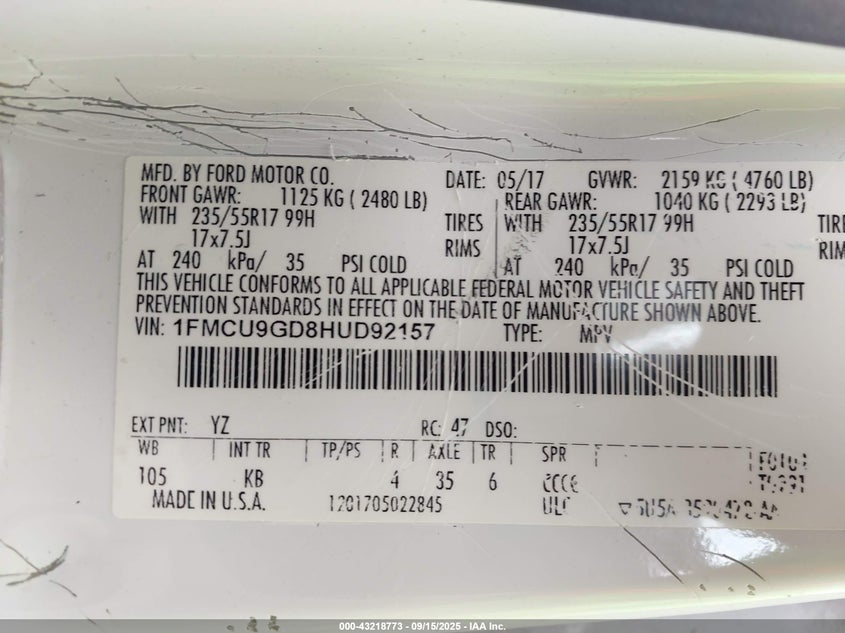 MFD. BY FORD MOTOR CO. DATE: 05/17 GVWR: 2159 KG ( 4760 LB)
FRONT GAWR: 1125 KG ( 2480 LB) REAR GAWR: 1040 KG ( 2293 LB)
WITH 235/55R17 99H TIRES WITH 235/55R17 99H TIRE
17x7.5J RIMS 17x7.5J RIM
AT 240 kPa/ 35 PSI COLD AT 240 kPa/ 35 PSI COLD
THIS VEHICLE CONFORMS TO ALL APPLICABLE FEDERAL MOTOR VEHICLE SAFETY AND THEFT
PREVENTION STANDARDS IN EFFECT ON THE DATE OF MANUFACTURE SHOWN ABOVE.
VIN: 1FMCU9GD8HUD92157 TYPE: MPV
EXT PNT: YZ RC: 47 DSO:
WB INT TR TP/PS R AXLE TR SPR
105 KB 4 35 6
MADE IN U.S.A. 1201705022845
000-43218773 - 09/15/2025 - IAA Inc.